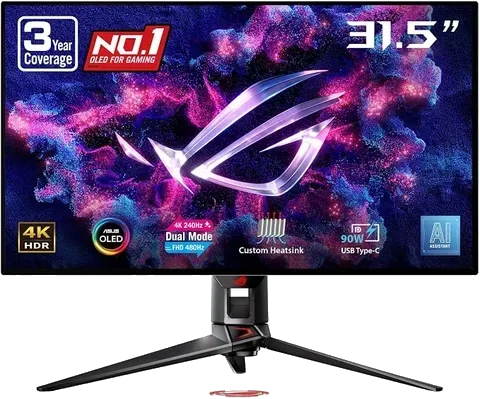 3 Year
Coverage
NO.1
OLED FOR GAMING
31.5”
4K
HDR
ASUS
OLED
4K 240Hz
Dual Mode
FHD 480Hz
Custom Heatsink
90W
USB Type-C
AI
ASSISTANT